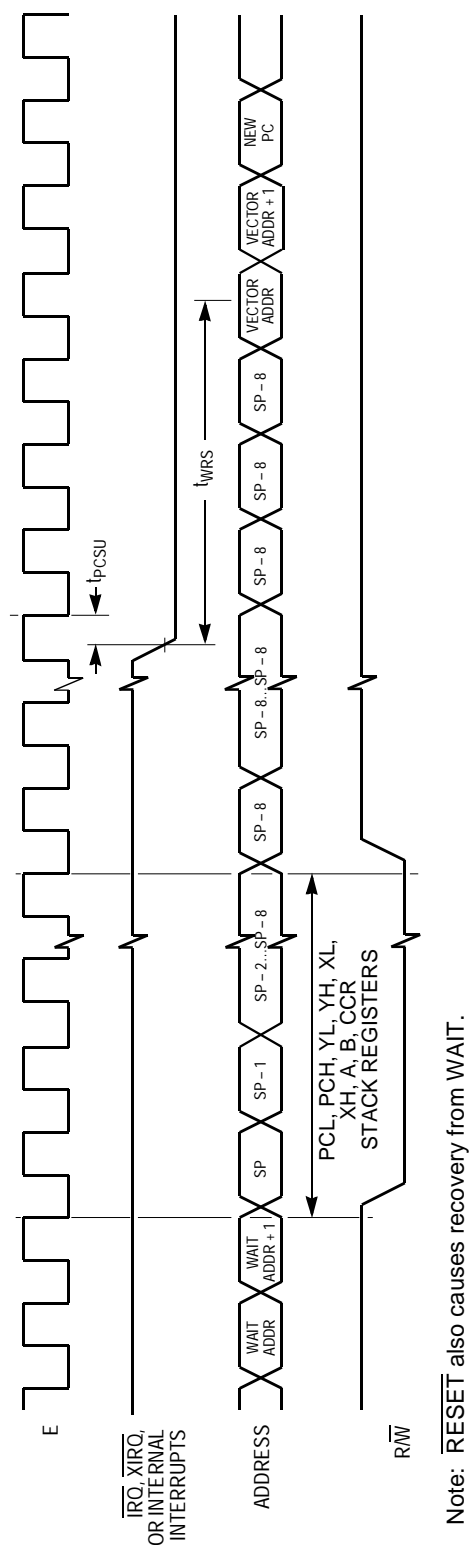 E
IRQ, XIRQ,
OR INTERNAL
INTERRUPTS
tPCSU
tWRS
ADDRESS
WAIT
ADDR
WAIT
ADDR + 1
SP
SP – 1
SP – 2...SP – 8
SP – 8
SP – 8...SP – 8
SP – 8
SP – 8
SP – 8
VECTOR
ADDR
VECTOR
ADDR + 1
NEW
PC
PCL, PCH, YL, YH, XL,
XH, A, B, CCR
STACK REGISTERS
R/W
Note: RESET also causes recovery from WAIT.